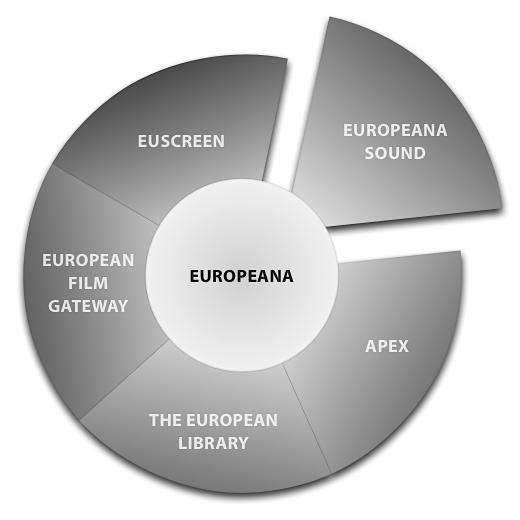 EUROPEANA
SOUND
EUSCREEN
EUROPEAN
FILM
GATEWAY
EUROPEANA
APEX
THE EUROPEAN
LIBRARY